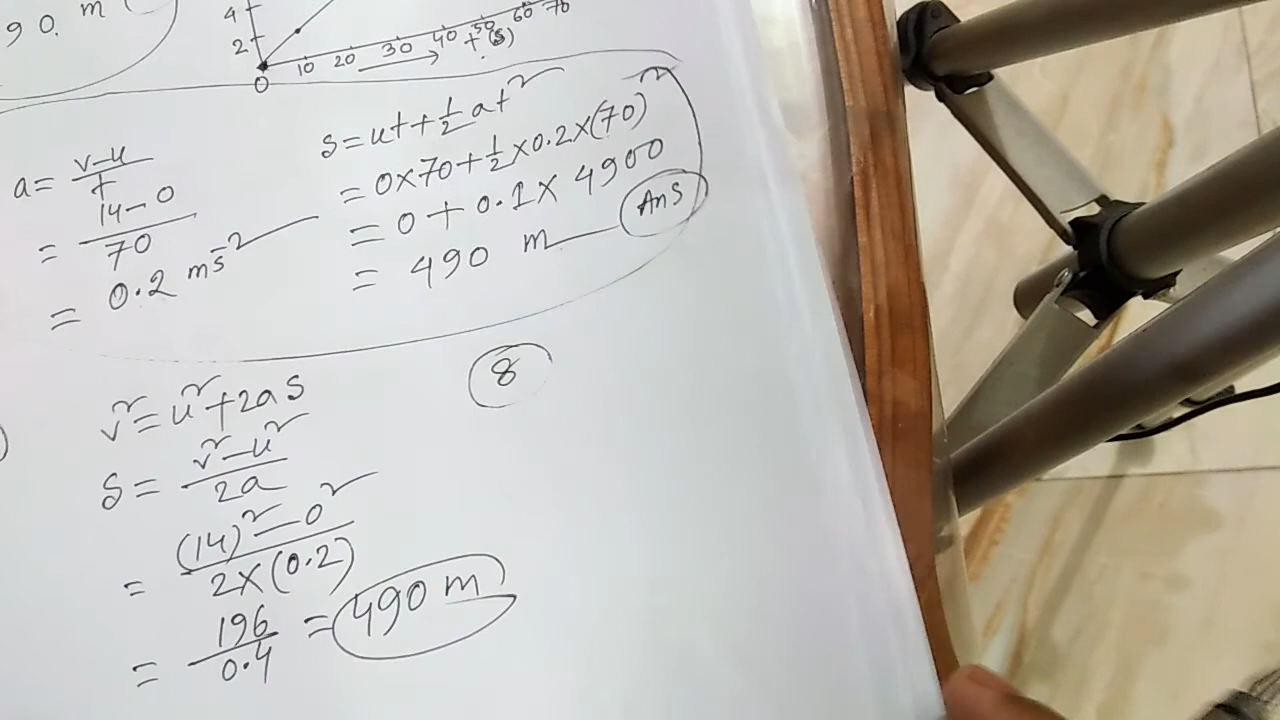 90 m
4
2
0 10 20 30 40 50 60 70
t (s)
a = (v-u)/t
= (14-0)/70
= 0.2 ms⁻²
s = ut + 1/2 at²
= 0×70 + 1/2 × 0.2 × (70)²
= 0 + 0.1 × 4900
= 490 m
Ans
8
v² = u² + 2as
s = (v² - u²)/2a
= ((14)² - 0²)/(2×(0.2))
= 196/0.4 = 490 m